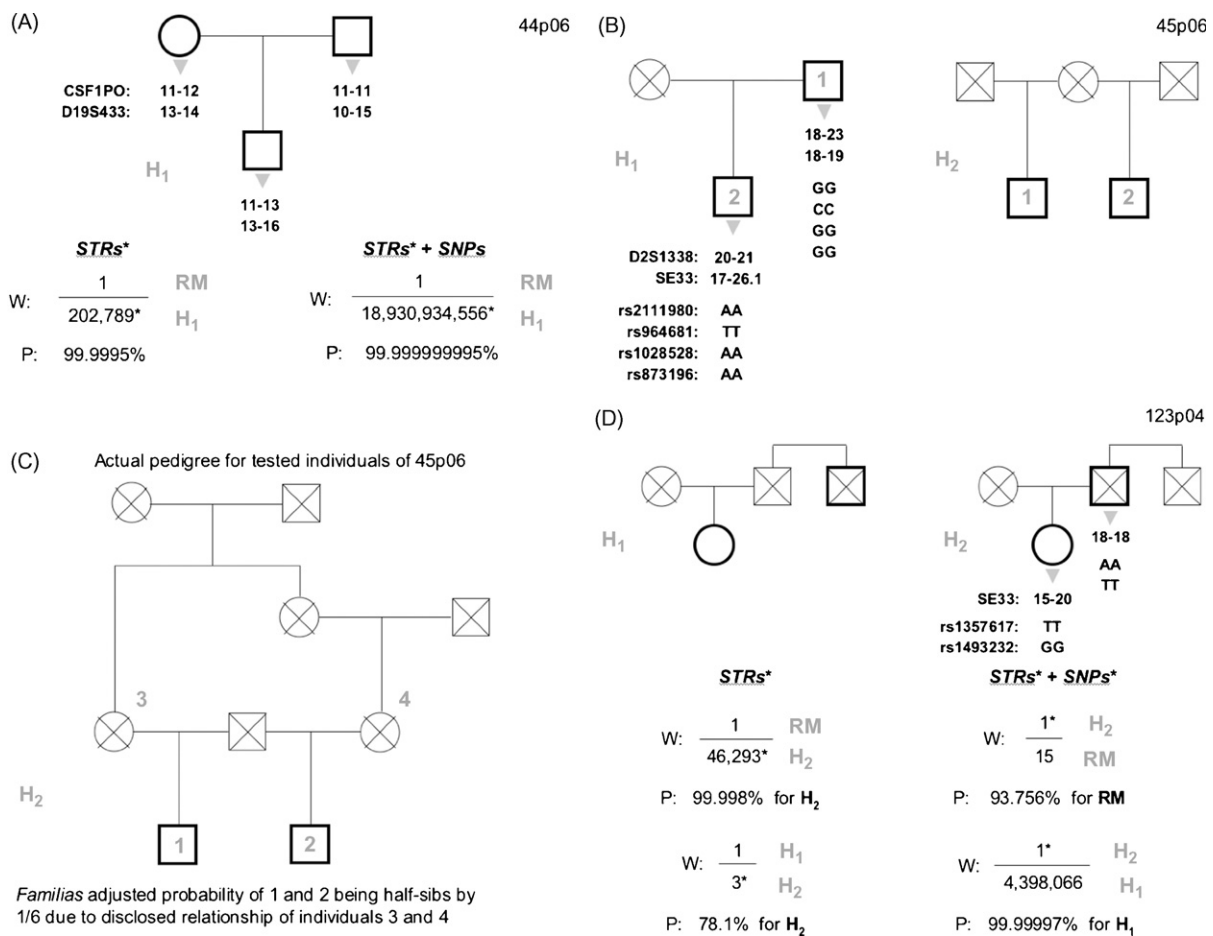 (A)
44p06
CSF1PO: 11-12 11-11
D19S433: 13-14 10-15
H1
11-13
13-16
STRs* STRs* + SNPs
W: 1 RM W: 1 RM
202,789* H1 18,930,934,556* H1
P: 99.9995% P: 99.999999995%
(B)
45p06
1
18-23
18-19
H1 H2
GG
CC
GG
GG
2 1 2
D2S1338: 20-21
SE33: 17-26.1
rs2111980: AA
rs964681: TT
rs1028528: AA
rs873196: AA
(C)
Actual pedigree for tested individuals of 45p06
3 4
H2
1 2
Familias adjusted probability of 1 and 2 being half-sibs by
1/6 due to disclosed relationship of individuals 3 and 4
(D)
123p04
H1 H2
18-18
AA
TT
SE33: 15-20
rs1357617: TT
rs1493232: GG
STRs* STRs* + SNPs*
W: 1 RM W: 1* H2
46,293* H2 15 RM
P: 99.998% for H2 P: 93.756% for RM
W: 1 H1 W: 1* H2
3* H2 4,398,066 H1
P: 78.1% for H2 P: 99.99997% for H1